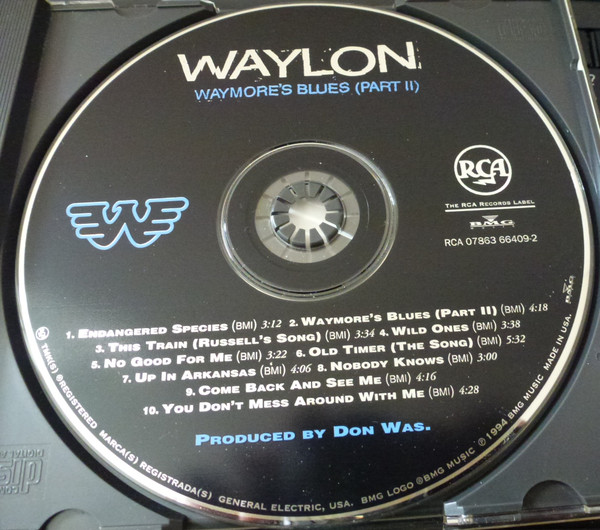 WAYLON
WAYMORE'S BLUES (PART II)
RCA
THE RCA RECORDS LABEL
BMG
RCA 07863 66409-2
1. ENDANGERED SPECIES (BMI) 3:12 2. WAYMORE'S BLUES (PART II) (BMI) 4:18
3. THIS TRAIN (RUSSELL'S SONG) (BMI) 3:34 4. WILD ONES (BMI) 3:38
5. NO GOOD FOR ME (BMI) 3:22 6. OLD TIMER (THE SONG) (BMI) 5:32
7. UP IN ARKANSAS (BMI) 4:06 8. NOBODY KNOWS (BMI) 3:00
9. COME BACK AND SEE ME (BMI) 4:16
10. YOU DON'T MESS AROUND WITH ME (BMI) 4:28
PRODUCED BY DON WAS.
TMK(S) ®REGISTERED MARCA(S) REGISTRADA(S) GENERAL ELECTRIC, USA. BMG LOGO ®BMG MUSIC ℗1994 BMG MUSIC MADE IN USA.
BMG